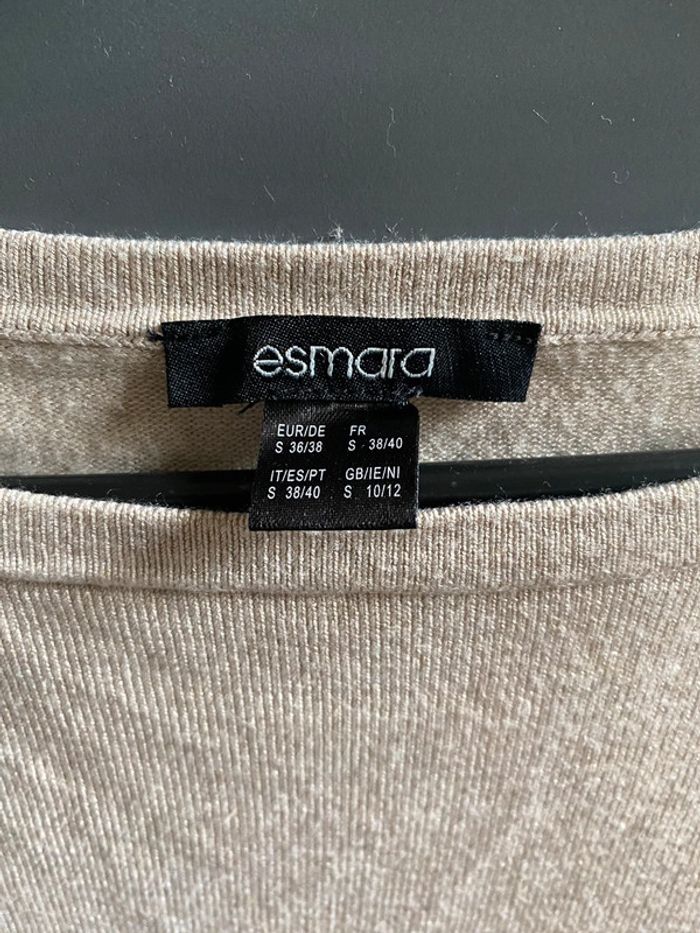 esmara
EUR/DE FR
S 36/38 S - 38/40
IT/ES/PT GB/IE/NI
S 38/40 S 10/12